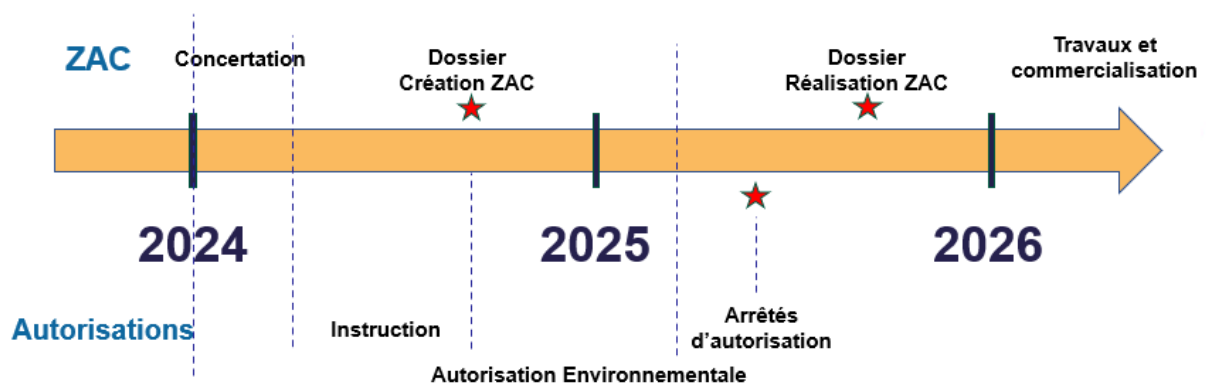 ZAC
Concertation
Dossier
Création ZAC
Dossier
Réalisation ZAC
Travaux et
commercialisation
2024
2025
2026
Autorisations
Instruction
Arrêtés
d'autorisation
Autorisation Environnementale